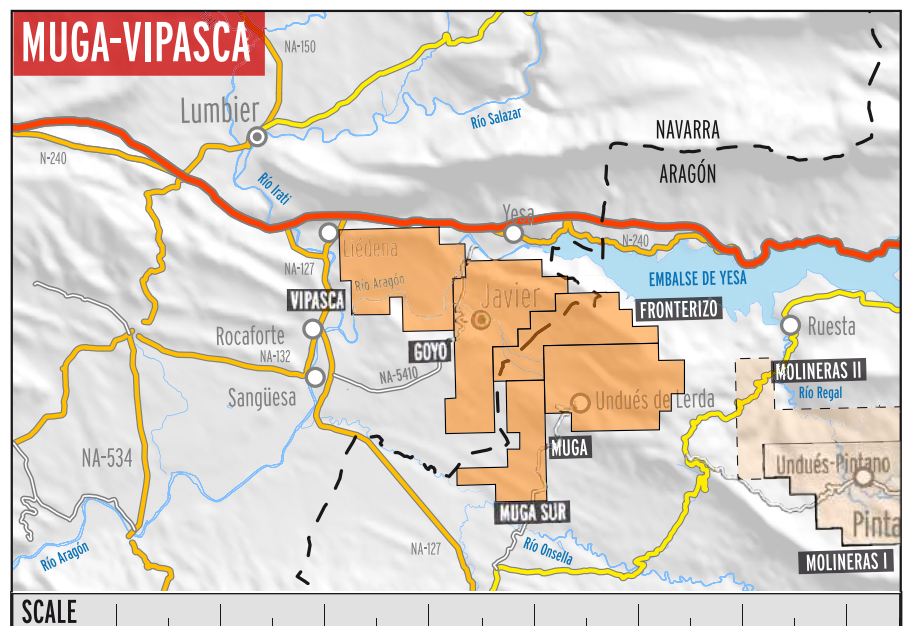 MUGA-VIPASCA
NA-150
Lumbier
Río Salazar
NAVARRA
N-240
ARAGÓN
Río Irati
Yesa
Liédena
N-240
NA-127
EMBALSE DE YESA
Río Aragón
VIPASCA
Javier
FRONTERIZO
Rocaforte
Ruesta
NA-132
GOYO
NA-5410
MOLINERAS II
Sangüesa
Río Regal
Undués de Lerda
NA-534
MUGA
Undués-Pintano
MUGA SUR
Pinta
NA-127
Río Onsella
Río Aragón
MOLINERAS I
SCALE